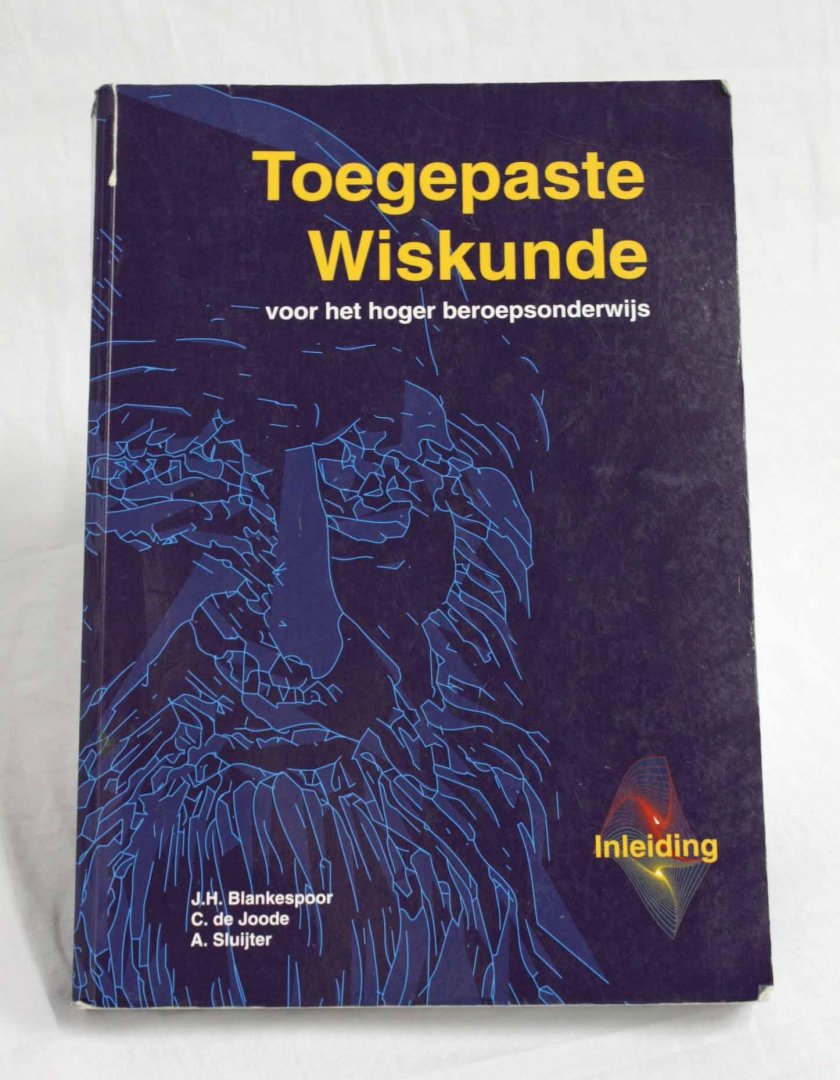 Toegepaste
Wiskunde
voor het hoger beroepsonderwijs
Inleiding
J.H. Blankespoor
C. de Joode
A. Sluijter